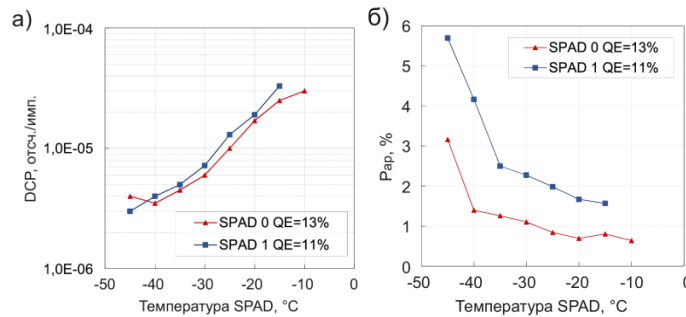 а)
1,0E-04
1,0E-05
1,0E-06
DCP, отсч./имп.
-50 -40 -30 -20 -10 0
Температура SPAD, °C
SPAD 0 QE=13%
SPAD 1 QE=11%
б)
6
5
4
3
2
1
0
Pap, %
-50 -40 -30 -20 -10 0
Температура SPAD, °C
SPAD 0 QE=13%
SPAD 1 QE=11%